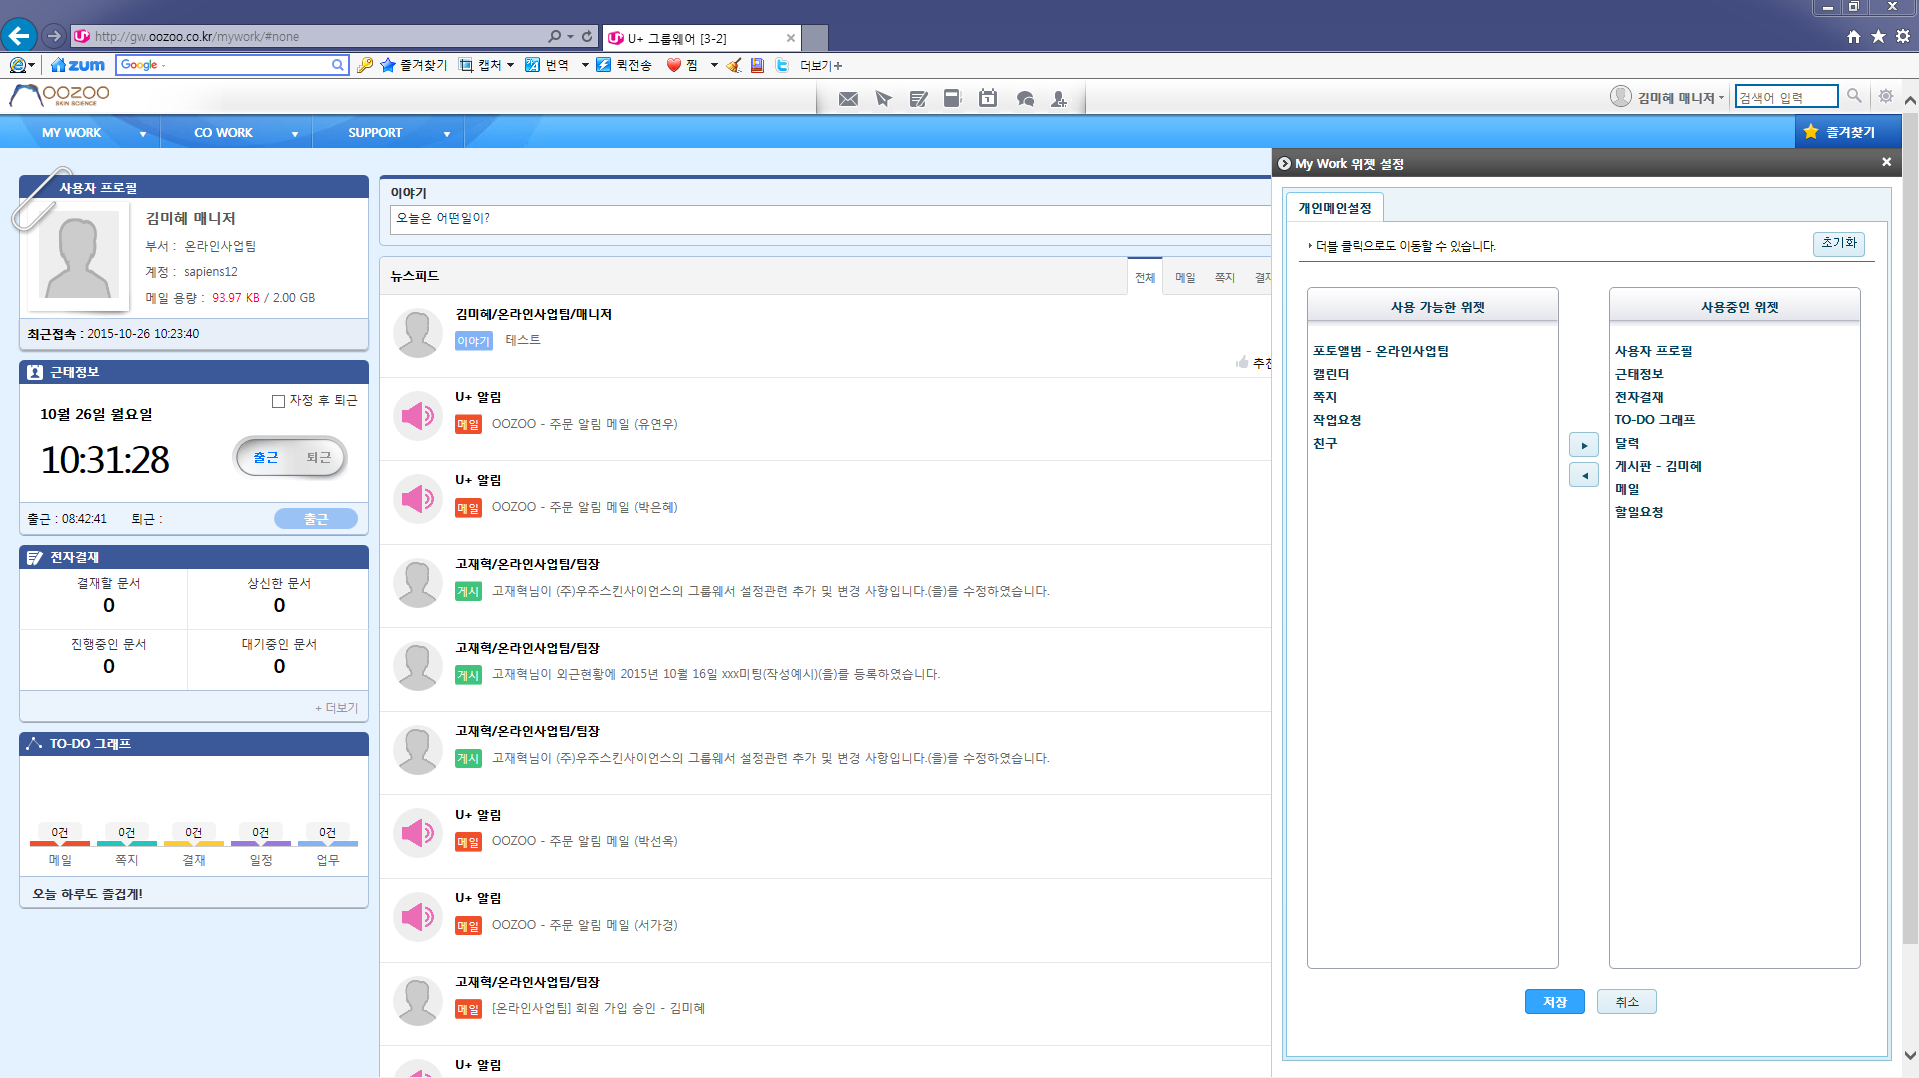 http://gw.oozoo.co.kr/mywork/#none
U+ 그룹웨어 [3-2]
zum
Google
즐겨찾기
캡처
번역
퀵전송
찜
더보기+
OOZOO
SKIN SCIENCE
김미혜 매니저
검색어 입력
MY WORK
CO WORK
SUPPORT
즐겨찾기
사용자 프로필
김미혜 매니저
부서 : 온라인사업팀
계정 : sapiens12
메일 용량 : 93.97 KB / 2.00 GB
최근접속 : 2015-10-26 10:23:40
근태정보
자정 후 퇴근
10월 26일 월요일
10:31:28
출근 퇴근
출근 : 08:42:41 퇴근 :
출근
전자결재
결재할 문서 상신한 문서
0 0
진행중인 문서 대기중인 문서
0 0
+ 더보기
TO-DO 그래프
0건 0건 0건 0건 0건
메일 쪽지 결재 일정 업무
오늘 하루도 즐겁게!
이야기
오늘은 어떤일이?
뉴스피드
전체 메일 쪽지 결재
김미혜/온라인사업팀/매니저
이야기 테스트
추천
U+ 알림
메일 OOZOO - 주문 알림 메일 (유연우)
U+ 알림
메일 OOZOO - 주문 알림 메일 (박은혜)
고재혁/온라인사업팀/팀장
게시 고재혁님이 (주)우주스킨사이언스의 그룹웨서 설정관련 추가 및 변경 사항입니다.(을)를 수정하였습니다.
고재혁/온라인사업팀/팀장
게시 고재혁님이 외근현황에 2015년 10월 16일 xxx미팅(작성예시)(을)를 등록하였습니다.
고재혁/온라인사업팀/팀장
게시 고재혁님이 (주)우주스킨사이언스의 그룹웨서 설정관련 추가 및 변경 사항입니다.(을)를 수정하였습니다.
U+ 알림
메일 OOZOO - 주문 알림 메일 (박선옥)
U+ 알림
메일 OOZOO - 주문 알림 메일 (서가경)
고재혁/온라인사업팀/팀장
메일 [온라인사업팀] 회원 가입 승인 - 김미혜
U+ 알림
My Work 위젯 설정
개인메인설정
더블 클릭으로도 이동할 수 있습니다.
초기화
사용 가능한 위젯
포토앨범 - 온라인사업팀
캘린더
쪽지
작업요청
친구
사용중인 위젯
사용자 프로필
근태정보
전자결재
TO-DO 그래프
달력
게시판 - 김미혜
메일
할일요청
저장 취소